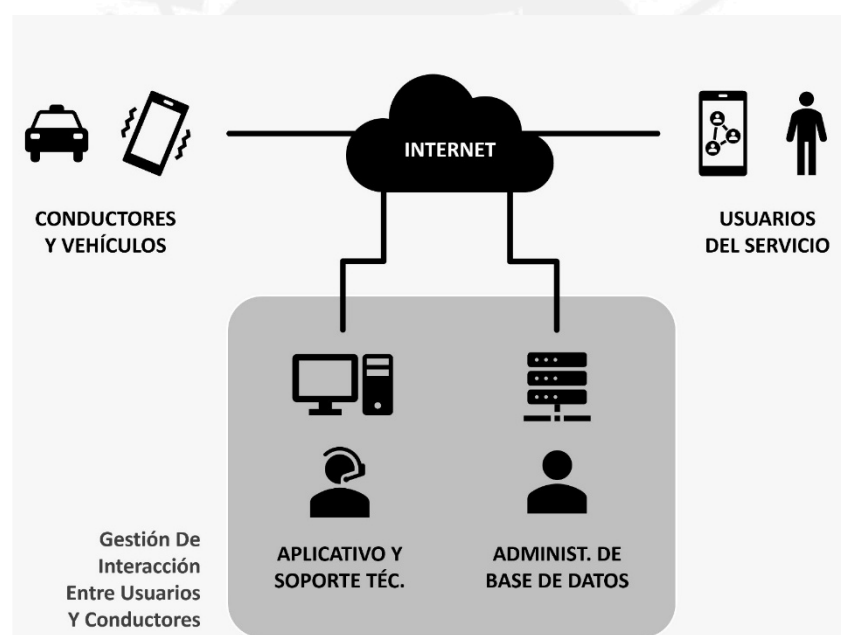 INTERNET
CONDUCTORES
Y VEHÍCULOS
USUARIOS
DEL SERVICIO
Gestión De
Interacción
Entre Usuarios
Y Conductores
APLICATIVO Y
SOPORTE TÉC.
ADMINIST. DE
BASE DE DATOS